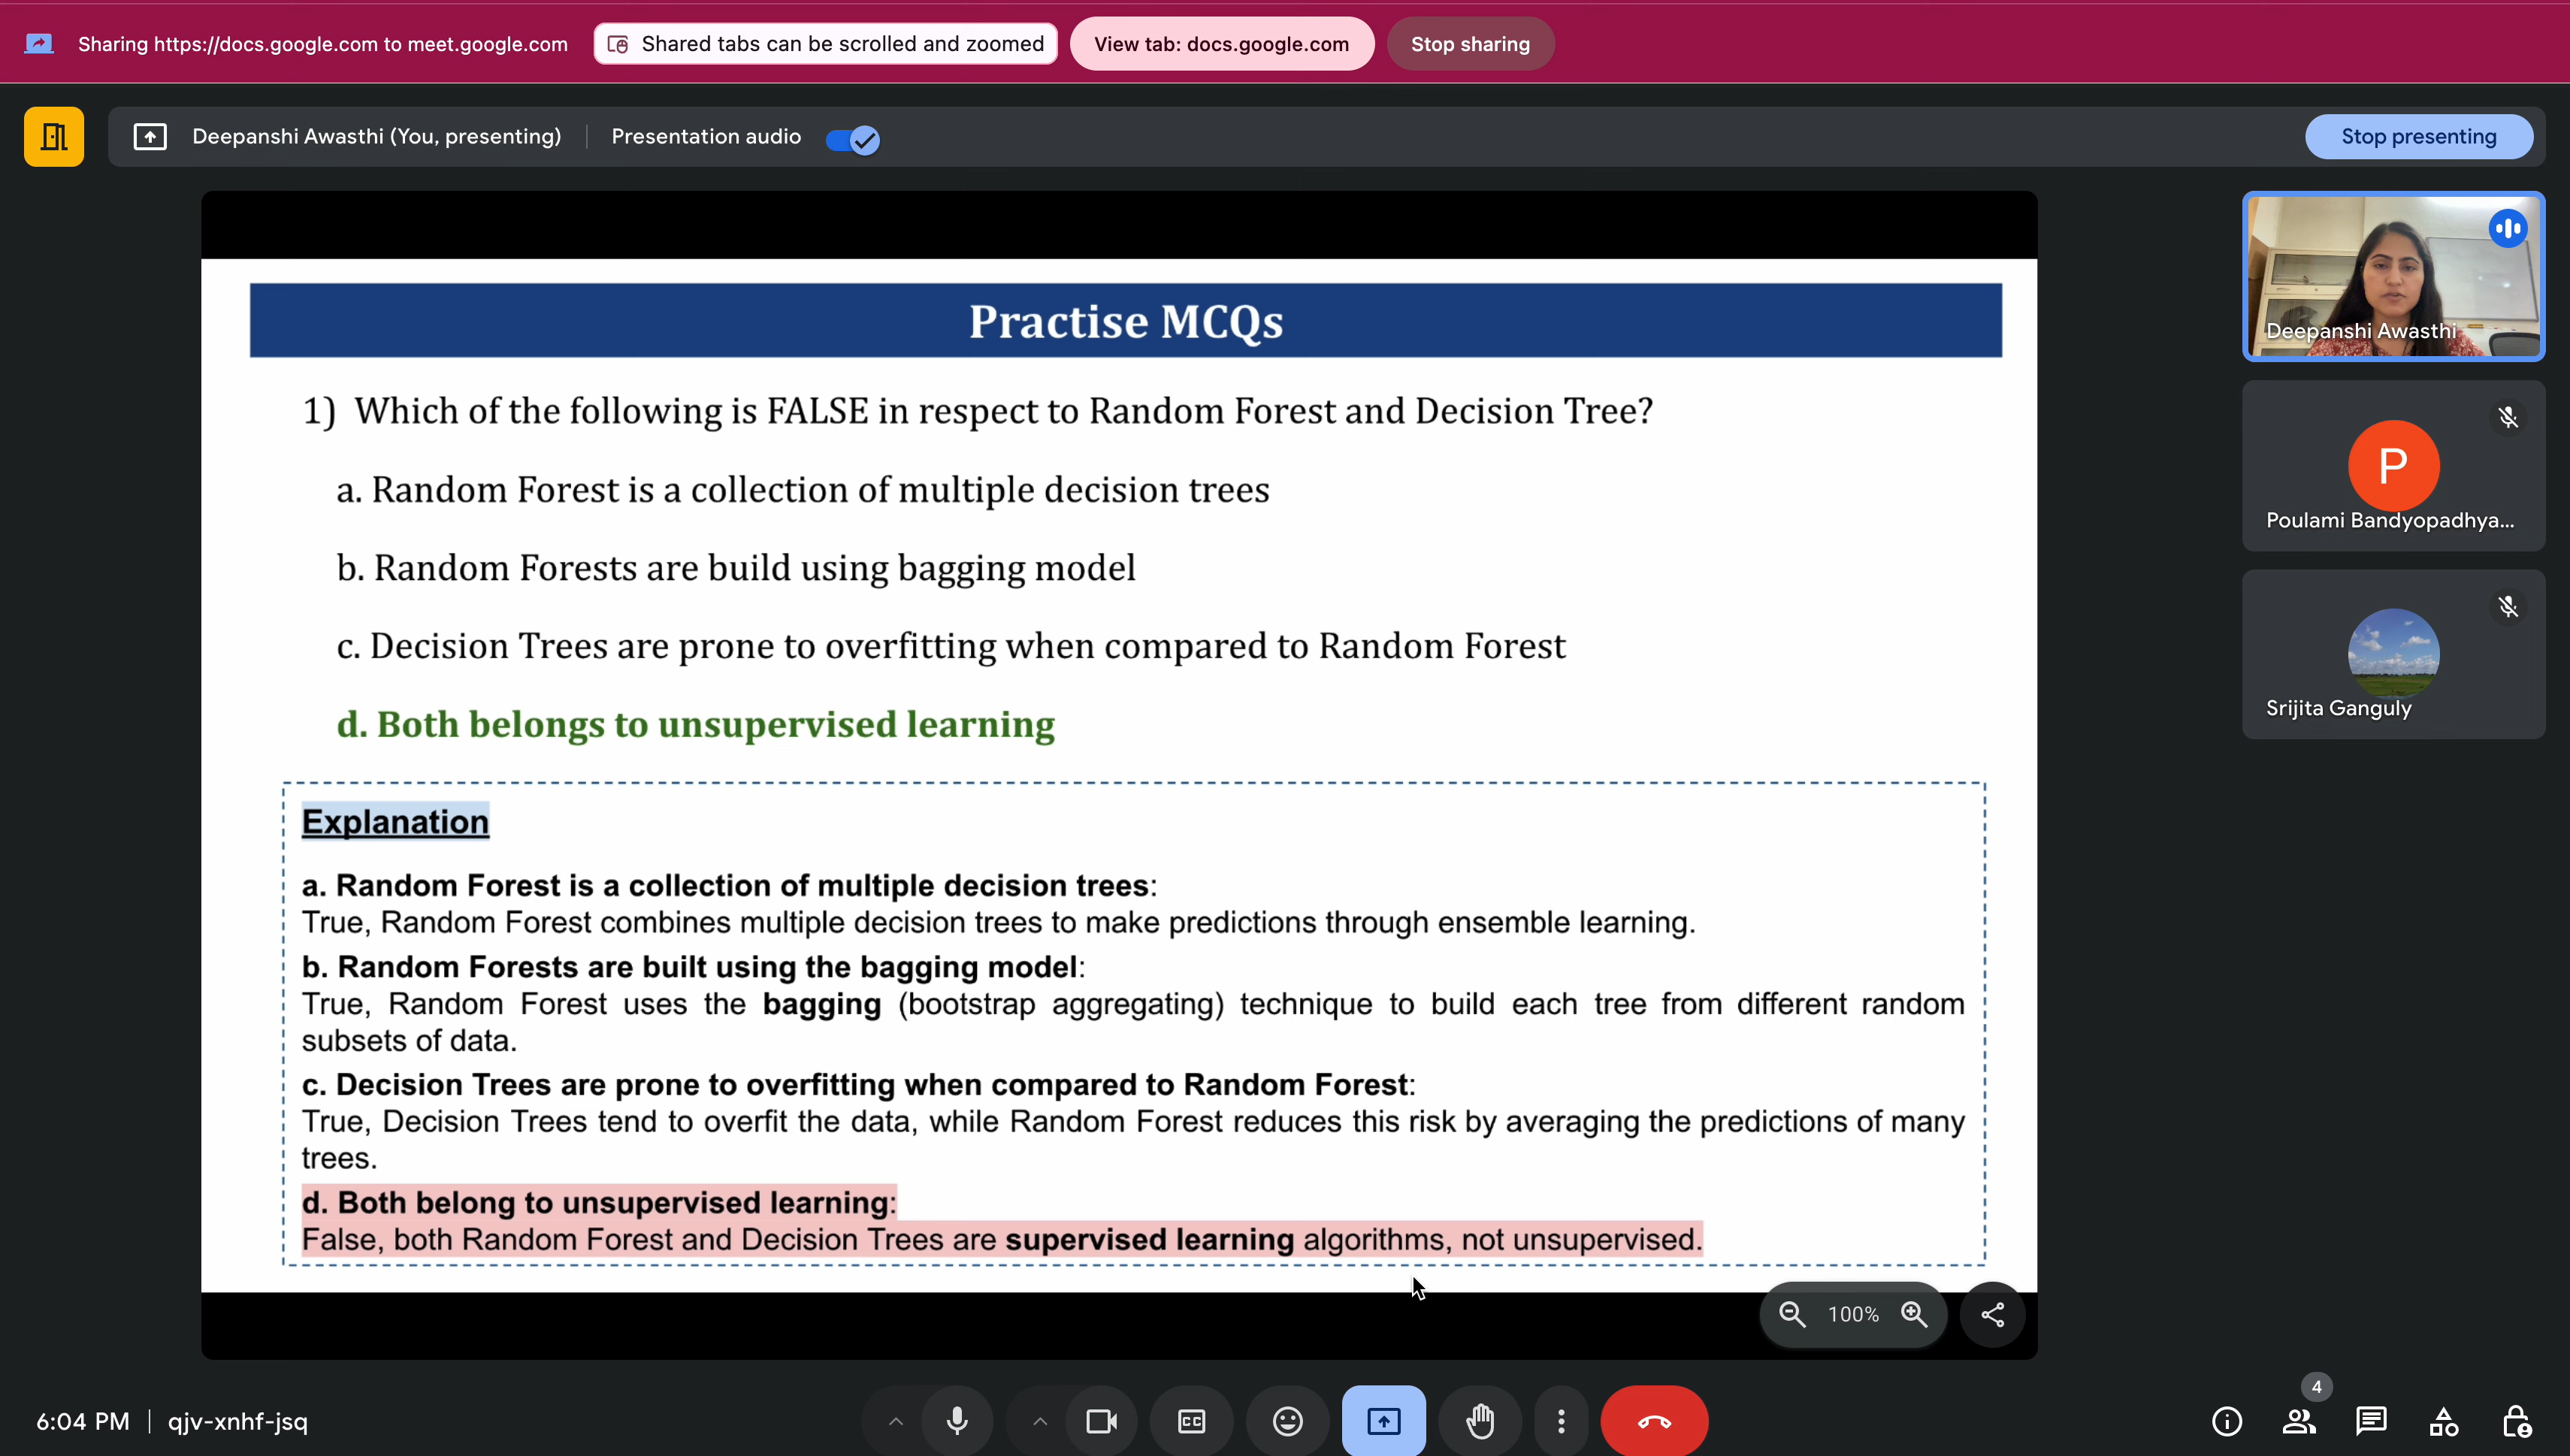 Sharing https://docs.google.com to meet.google.com
Shared tabs can be scrolled and zoomed
View tab: docs.google.com
Stop sharing
Deepanshi Awasthi (You, presenting)
Presentation audio
Stop presenting
Practise MCQs
1) Which of the following is FALSE in respect to Random Forest and Decision Tree?
a. Random Forest is a collection of multiple decision trees
b. Random Forests are build using bagging model
c. Decision Trees are prone to overfitting when compared to Random Forest
d. Both belongs to unsupervised learning
Explanation
a. Random Forest is a collection of multiple decision trees:
True, Random Forest combines multiple decision trees to make predictions through ensemble learning.
b. Random Forests are built using the bagging model:
True, Random Forest uses the bagging (bootstrap aggregating) technique to build each tree from different random
subsets of data.
c. Decision Trees are prone to overfitting when compared to Random Forest:
True, Decision Trees tend to overfit the data, while Random Forest reduces this risk by averaging the predictions of many
trees.
d. Both belong to unsupervised learning:
False, both Random Forest and Decision Trees are supervised learning algorithms, not unsupervised.
100%
Deepanshi Awasthi
P
Poulami Bandyopadhya...
Srijita Ganguly
6:04 PM | qjv-xnhf-jsq
CC
4